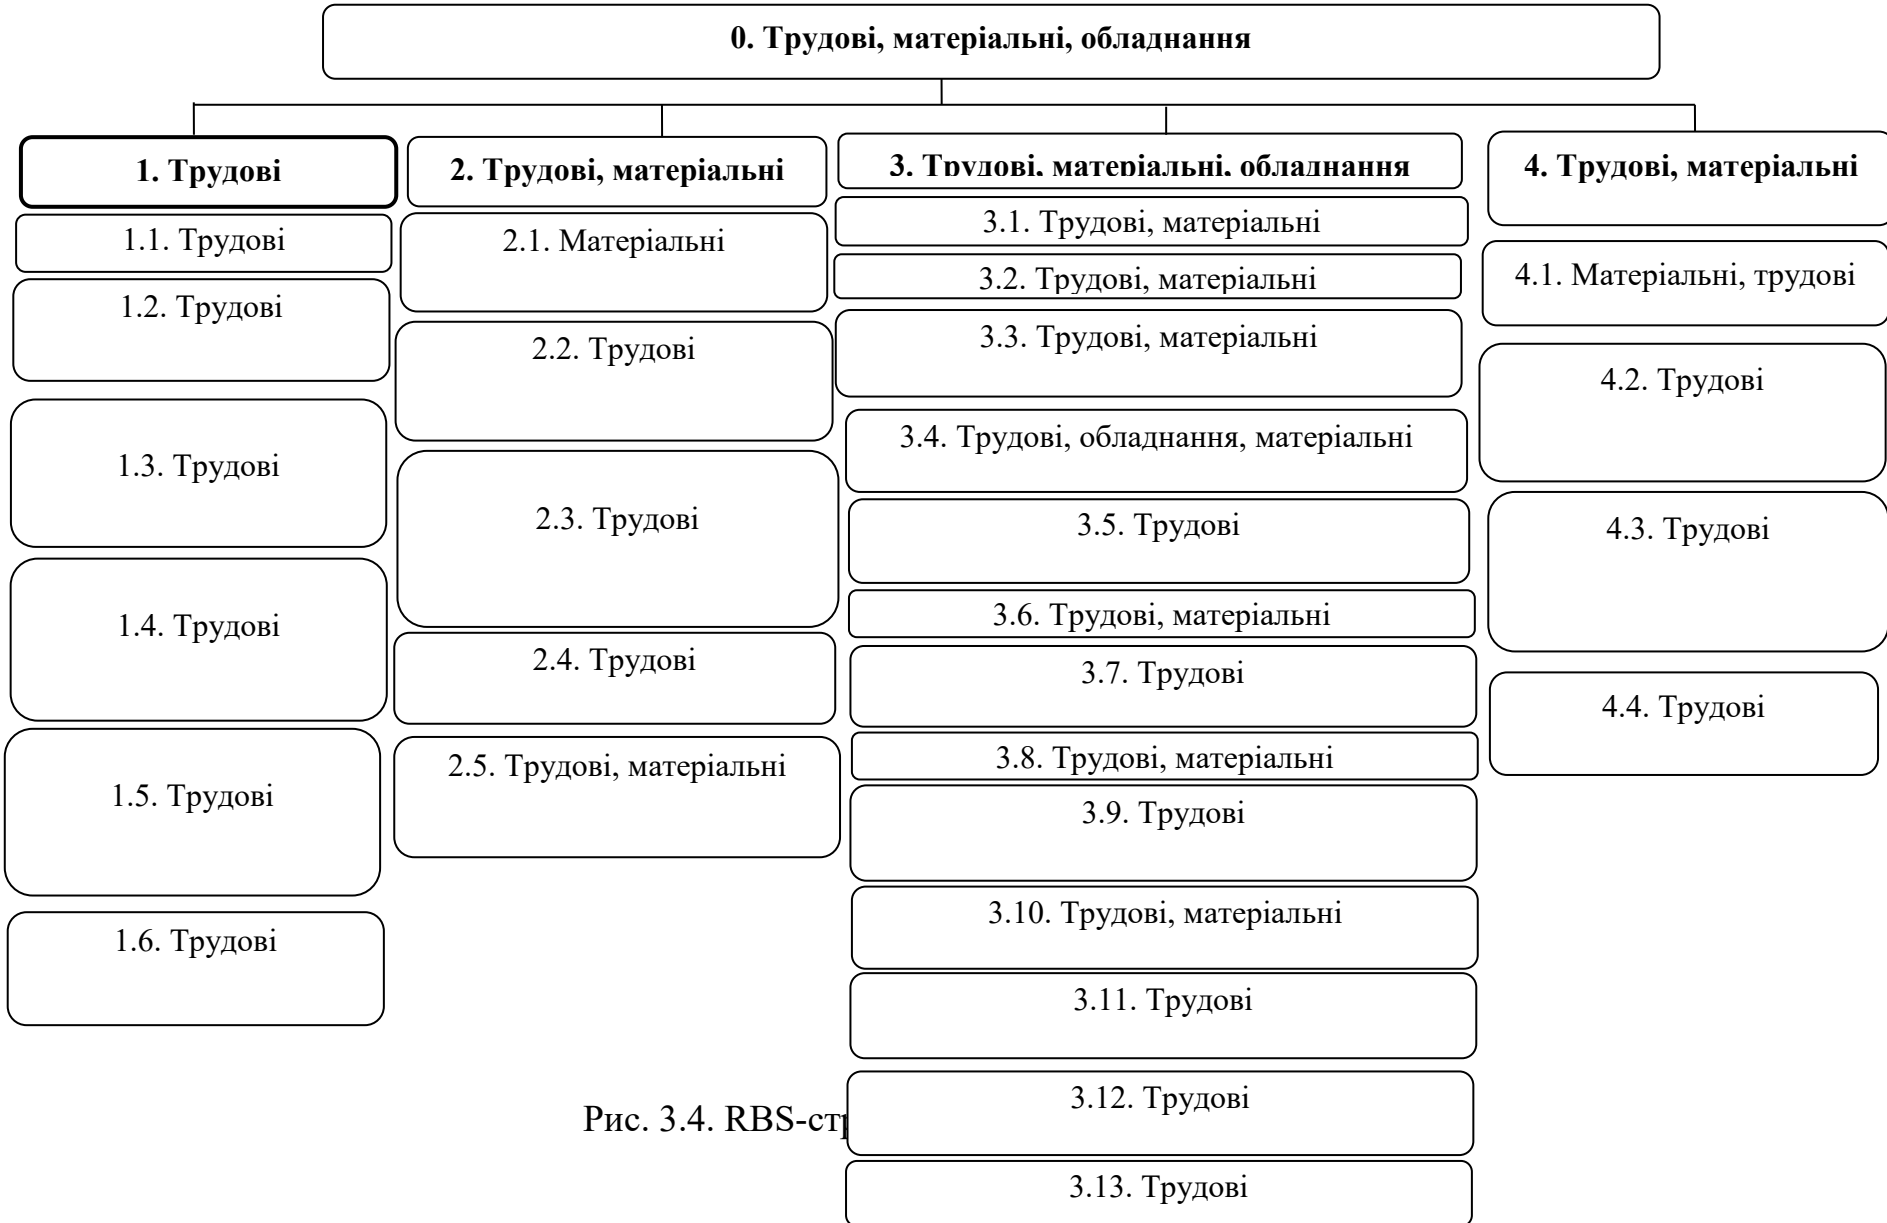 0. Трудові, матеріальні, обладнання
1. Трудові
1.1. Трудові
1.2. Трудові
1.3. Трудові
1.4. Трудові
1.5. Трудові
1.6. Трудові
2. Трудові, матеріальні
2.1. Матеріальні
2.2. Трудові
2.3. Трудові
2.4. Трудові
2.5. Трудові, матеріальні
3. Трудові, матеріальні, обладнання
3.1. Трудові, матеріальні
3.2. Трудові, матеріальні
3.3. Трудові, матеріальні
3.4. Трудові, обладнання, матеріальні
3.5. Трудові
3.6. Трудові, матеріальні
3.7. Трудові
3.8. Трудові, матеріальні
3.9. Трудові
3.10. Трудові, матеріальні
3.11. Трудові
3.12. Трудові
3.13. Трудові
4. Трудові, матеріальні
4.1. Матеріальні, трудові
4.2. Трудові
4.3. Трудові
4.4. Трудові
Рис. 3.4. RBS-ст